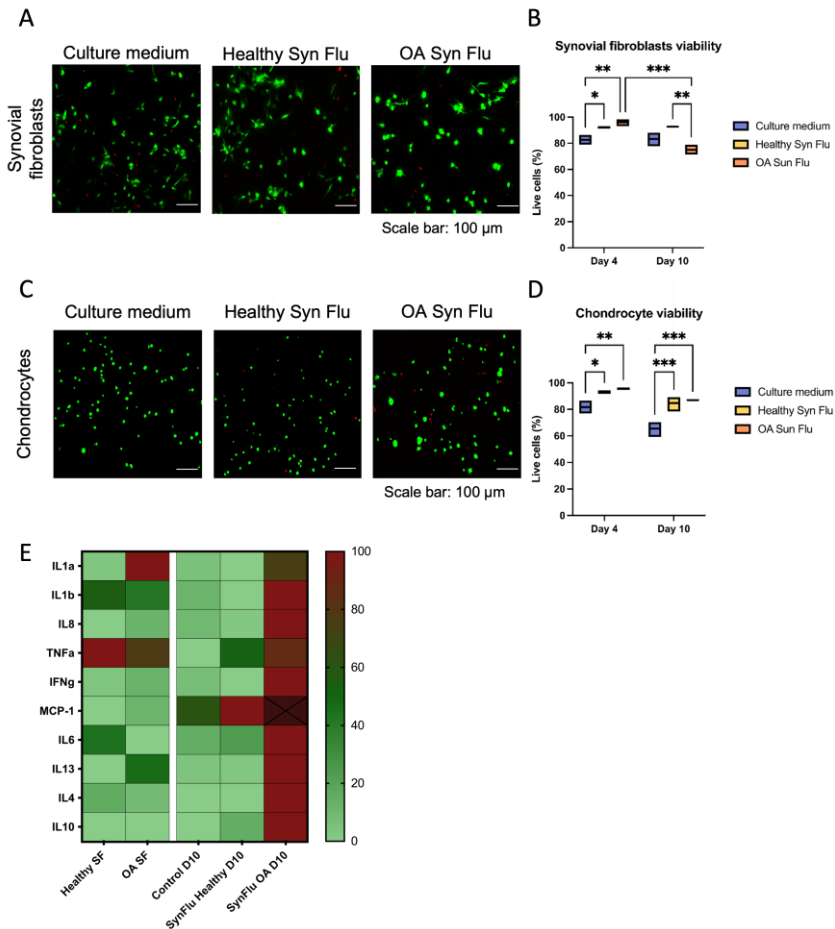 A
Culture medium
Healthy Syn Flu
OA Syn Flu
Synovial
fibroblasts
Scale bar: 100 µm
B
Synovial fibroblasts viability
** ***
* **
100
80
60
40
20
0
Live cells (%)
Day 4 Day 10
Culture medium
Healthy Syn Flu
OA Sun Flu
C
Culture medium
Healthy Syn Flu
OA Syn Flu
Chondrocytes
Scale bar: 100 µm
D
Chondrocyte viability
** ***
* ***
100
80
60
40
20
0
Live cells (%)
Day 4 Day 10
Culture medium
Healthy Syn Flu
OA Sun Flu
E
IL1a
IL1b
IL8
TNFa
IFNg
MCP-1
IL6
IL13
IL4
IL10
Healthy SF
OA SF
Control D10
SynFlu Healthy D10
SynFlu OA D10
100
80
60
40
20
0